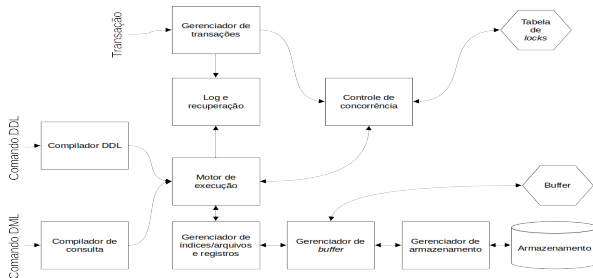 Transação
Gerenciador de
transações
Tabela
de
locks
Log e
recuperação
Controle de
concorrência
Comando DDL
Compilador DDL
Motor de
execução
Buffer
Comando DML
Compilador de
consulta
Gerenciador de
índices/arquivos
e registros
Gerenciador de
buffer
Gerenciador de
armazenamento
Armazenamento